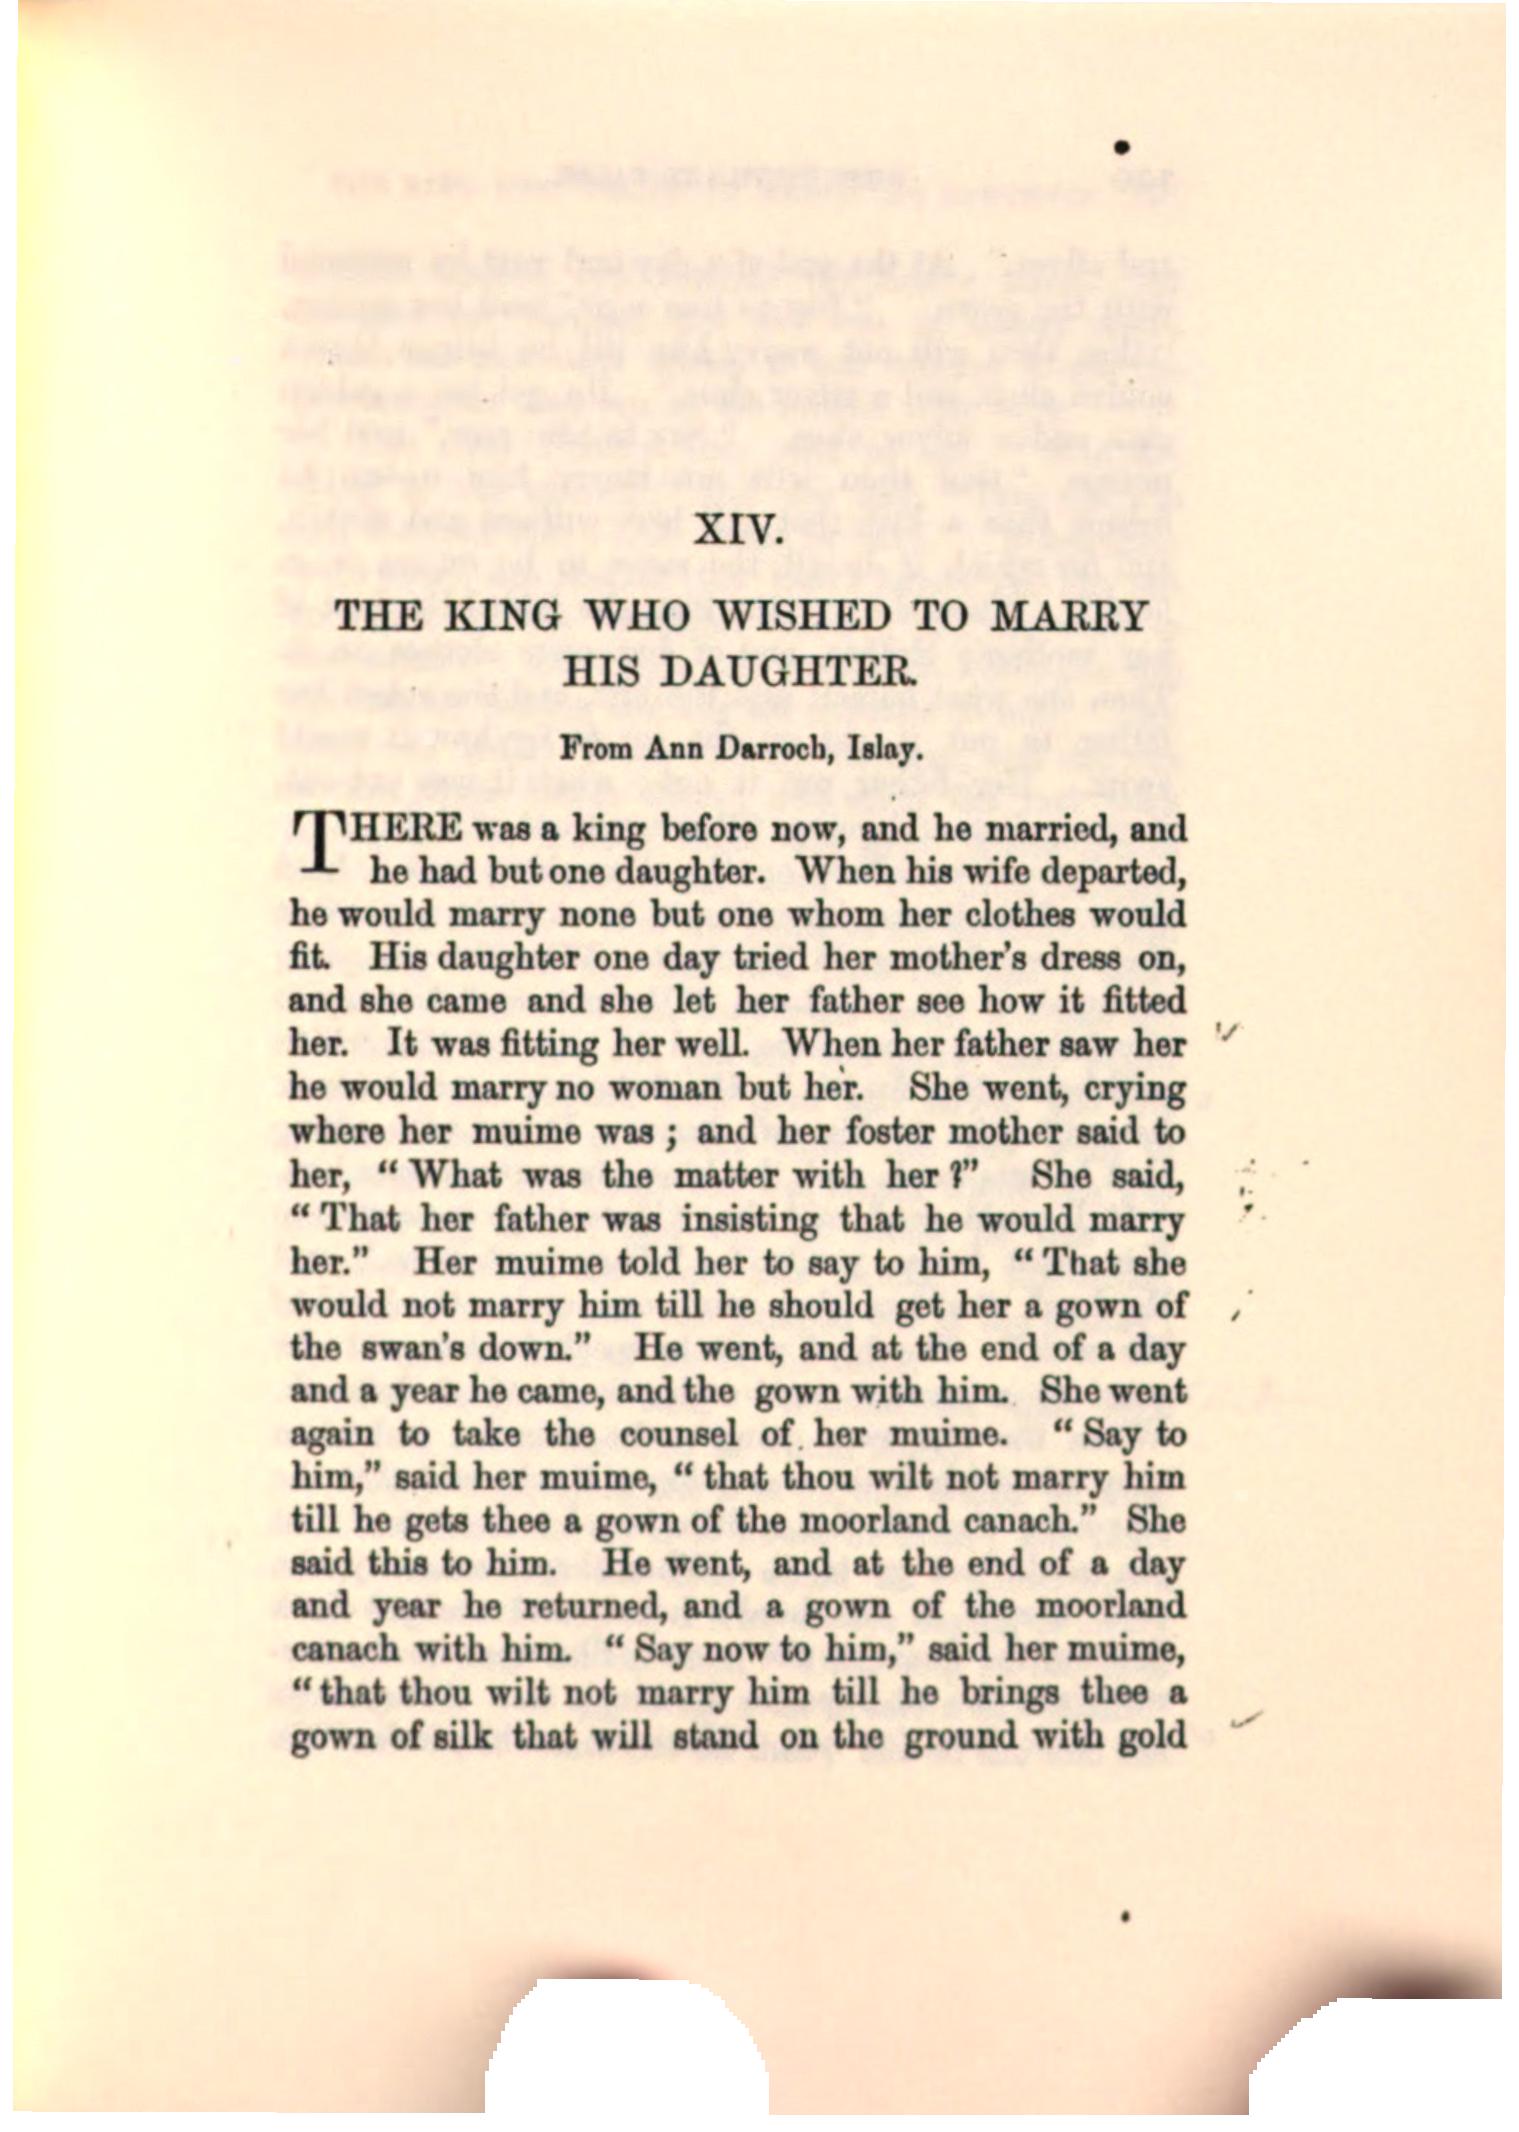 XIV.
THE KING WHO WISHED TO MARRY
HIS DAUGHTER.
From Ann Darroch, Islay.
THERE was a king before now, and he married, and
he had but one daughter. When his wife departed,
he would marry none but one whom her clothes would
fit. His daughter one day tried her mother's dress on,
and she came and she let her father see how it fitted
her. It was fitting her well. When her father saw her
he would marry no woman but her. She went, crying
where her muime was ; and her foster mother said to
her, “ What was the matter with her ?” She said,
“ That her father was insisting that he would marry
her.” Her muime told her to say to him, “ That she
would not marry him till he should get her a gown of
the swan's down.” He went, and at the end of a day
and a year he came, and the gown with him. She went
again to take the counsel of her muime. “ Say to
him,” said her muime, “ that thou wilt not marry him
till he gets thee a gown of the moorland canach.” She
said this to him. He went, and at the end of a day
and year he returned, and a gown of the moorland
canach with him. “ Say now to him,” said her muime,
“ that thou wilt not marry him till he brings thee a
gown of silk that will stand on the ground with gold